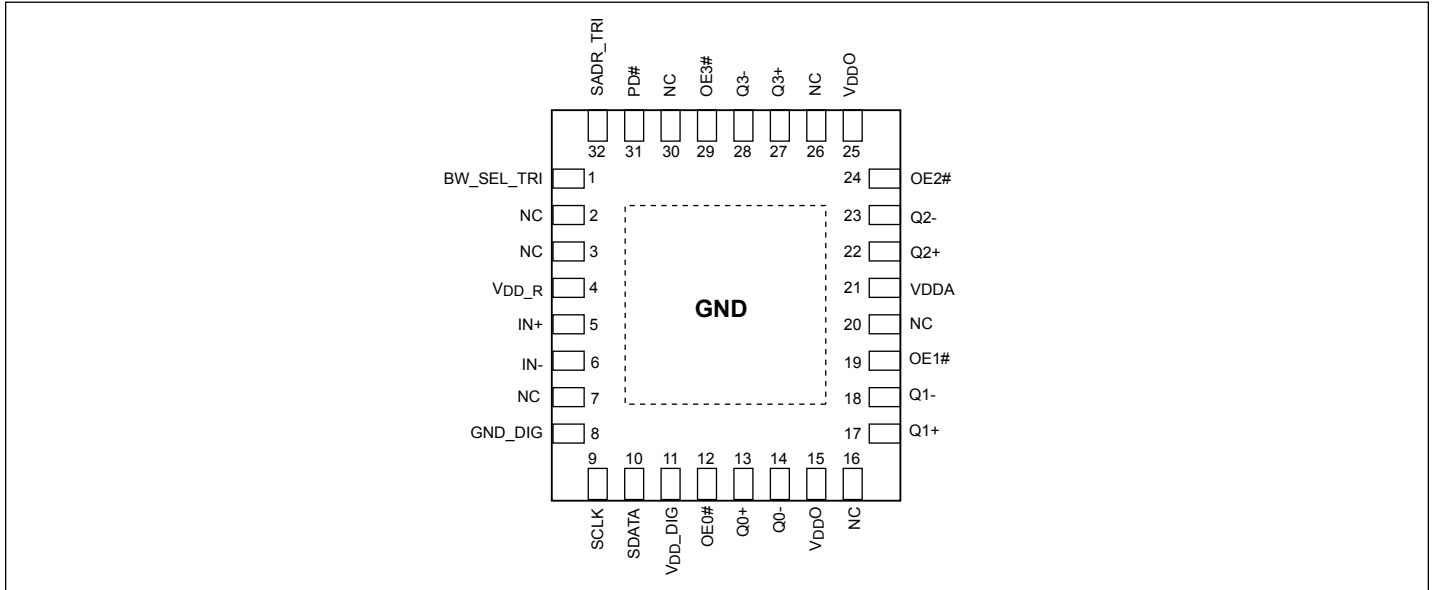 SADR_TRI
PD#
NC
OE3#
Q3-
Q3+
NC
VDDO
32 31 30 29 28 27 26 25
BW_SEL_TRI 1
NC 2
NC 3
VDD_R 4
IN+ 5
IN- 6
NC 7
GND_DIG 8
GND
24 OE2#
23 Q2-
22 Q2+
21 VDDA
20 NC
19 OE1#
18 Q1-
17 Q1+
9 10 11 12 13 14 15 16
SCLK
SDATA
VDD_DIG
OE0#
Q0+
Q0-
VDDO
NC